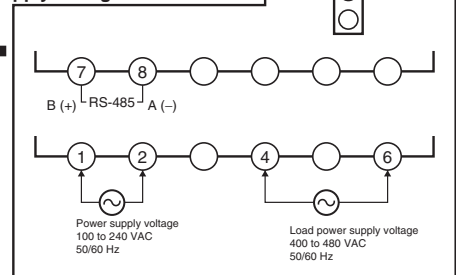 7 8
B (+) RS-485 A (−)
1 2 4 6
Power supply voltage
100 to 240 VAC
50/60 Hz
Load power supply voltage
400 to 480 VAC
50/60 Hz